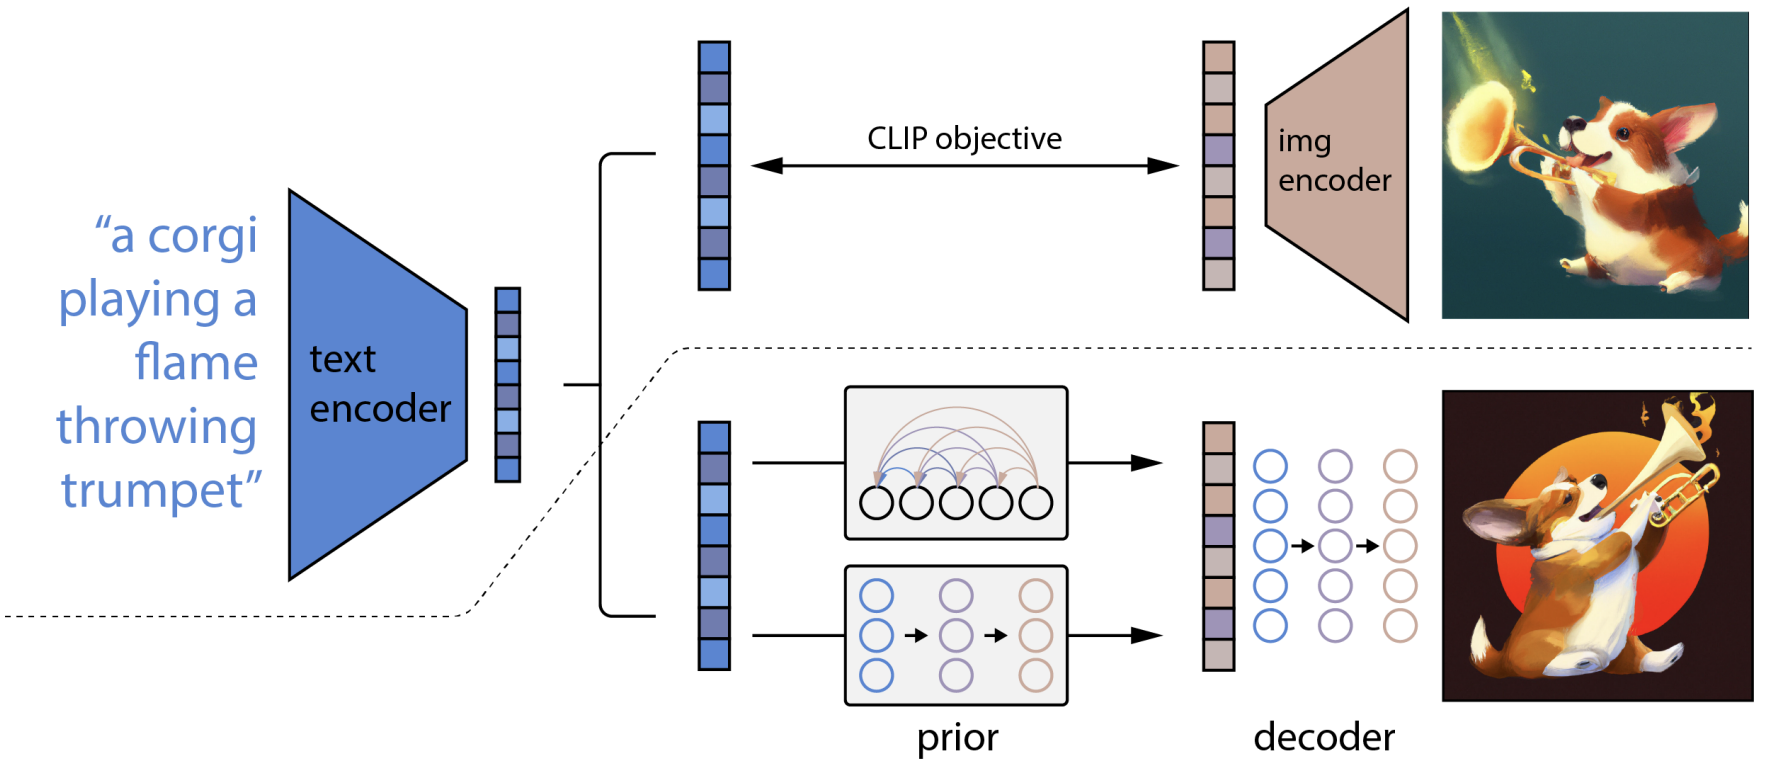 “a corgi
playing a
flame
throwing
trumpet”
text
encoder
CLIP objective
img
encoder
prior
decoder